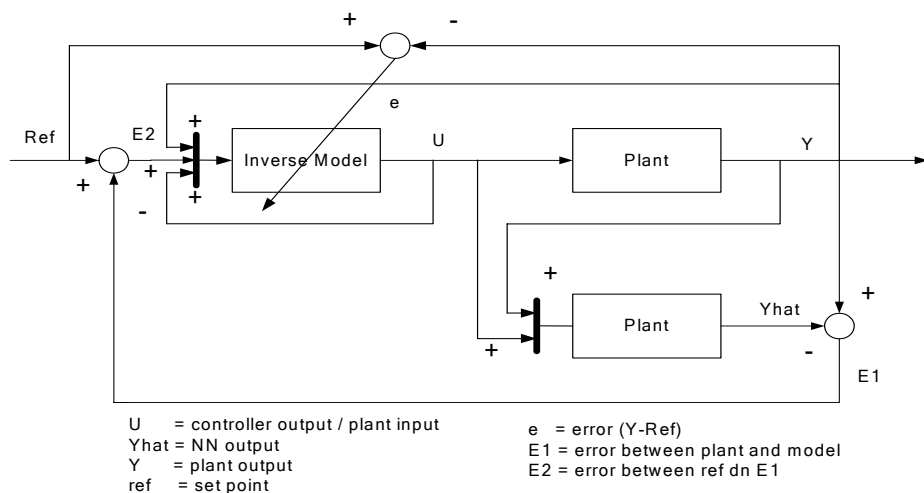 +
-
e
Ref
E2
+
U
Y
Inverse Model
Plant
+
+
+
-
+
Plant
Yhat
+
+
-
E1
U = controller output / plant input
Yhat = NN output
Y = plant output
ref = set point
e = error (Y-Ref)
E1 = error between plant and model
E2 = error between ref dn E1